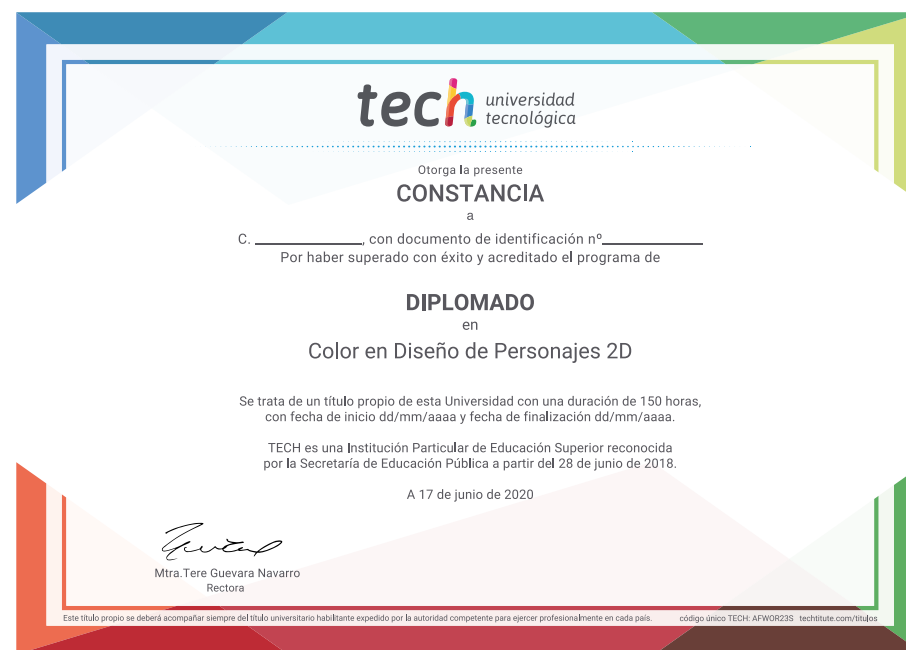 tech universidad
tecnológica
Otorga la presente
CONSTANCIA
a
C. ____________, con documento de identificación nº____________
Por haber superado con éxito y acreditado el programa de
DIPLOMADO
en
Color en Diseño de Personajes 2D
Se trata de un título propio de esta Universidad con una duración de 150 horas,
con fecha de inicio dd/mm/aaaa y fecha de finalización dd/mm/aaaa.
TECH es una Institución Particular de Educación Superior reconocida
por la Secretaría de Educación Pública a partir del 28 de junio de 2018.
A 17 de junio de 2020
Mtra.Tere Guevara Navarro
Rectora
Este título propio se deberá acompañar siempre del título universitario habilitante expedido por la autoridad competente para ejercer profesionalmente en cada país. código único TECH: AFWOR23S techtitute.com/titulos